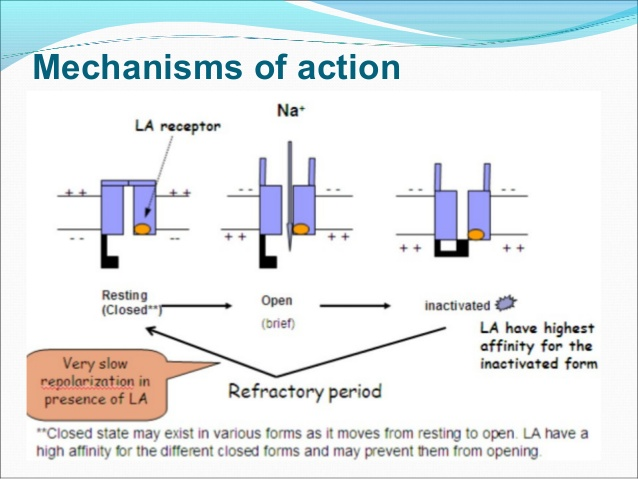 Mechanisms of action
Na+
LA receptor
+ +
+ +
- -
- -
- -
- -
- -
--
+ +
+ +
+ +
+ +
Resting
(Closed**)
Open
(brief)
inactivated
LA have highest
affinity for the
inactivated form
Very slow
repolarization in
presence of LA
Refractory period
**Closed state may exist in various forms as it moves from resting to open. LA have a
high affinity for the different closed forms and may prevent them from opening.